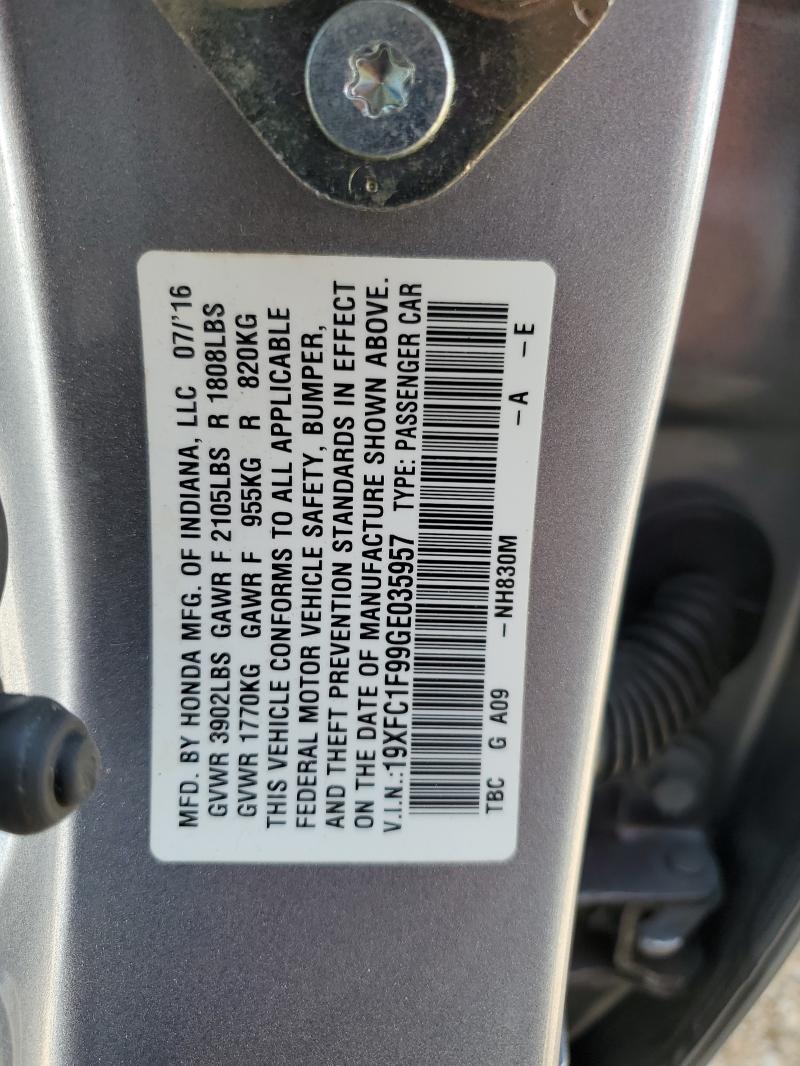 MFD. BY HONDA MFG. OF INDIANA, LLC 07/'16
GVWR 3902LBS GAWR F 2105LBS R 1808LBS
GVWR 1770KG GAWR F 955KG R 820KG
THIS VEHICLE CONFORMS TO ALL APPLICABLE
FEDERAL MOTOR VEHICLE SAFETY, BUMPER,
AND THEFT PREVENTION STANDARDS IN EFFECT
ON THE DATE OF MANUFACTURE SHOWN ABOVE.
V.I.N.:19XFC1F99GE035957 TYPE: PASSENGER CAR
TBC G A09 -NH830M -A -E